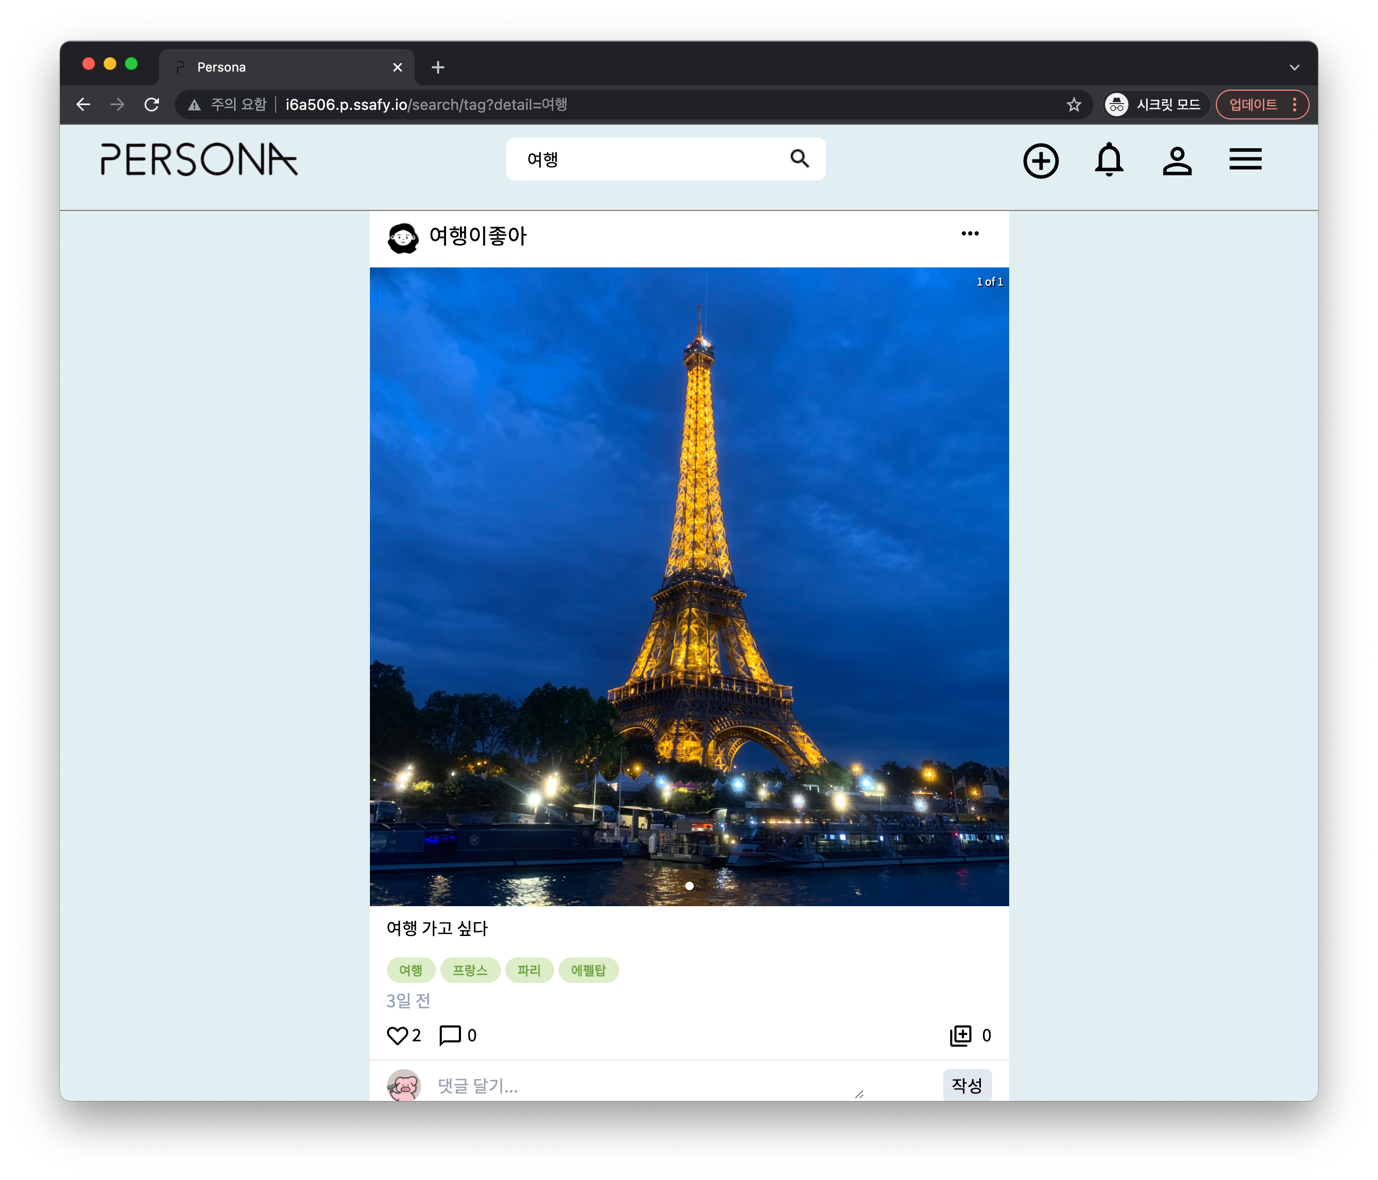 Persona
주의 요함 i6a506.p.ssafy.io/search/tag?detail=여행
시크릿 모드
업데이트
PERSONA
여행
여행이좋아
1 of 1
여행 가고 싶다
여행 프랑스 파리 에펠탑
3일 전
2 0 0
댓글 달기...
작성